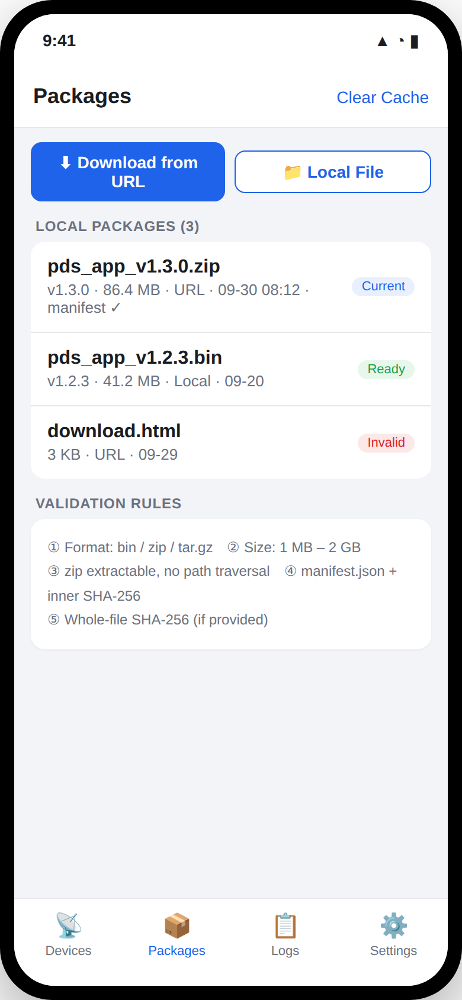 9:41
Packages
Clear Cache
⬇ Download from
URL
📁 Local File
LOCAL PACKAGES (3)
pds_app_v1.3.0.zip
v1.3.0 · 86.4 MB · URL · 09-30 08:12 ·
manifest ✓
Current
pds_app_v1.2.3.bin
v1.2.3 · 41.2 MB · Local · 09-20
Ready
download.html
3 KB · URL · 09-29
Invalid
VALIDATION RULES
① Format: bin / zip / tar.gz ② Size: 1 MB – 2 GB
③ zip extractable, no path traversal ④ manifest.json +
inner SHA-256
⑤ Whole-file SHA-256 (if provided)
Devices
Packages
Logs
Settings